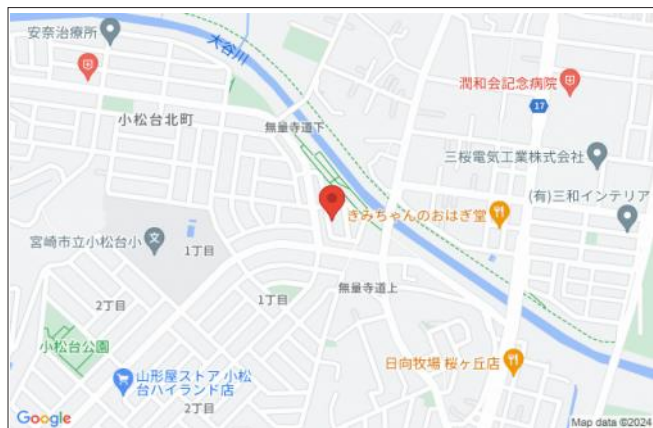 安奈治療所
大谷川
潤和会記念病院
17
小松台北町
無量寺道下
三桜電気工業株式会社
(有)三和インテリア
きみちゃんのおはぎ堂
宮崎市立小松台小
文
1丁目
無量寺道上
2丁目
1丁目
小松台公園
日向牧場 桜ヶ丘店
山形屋ストア 小松
台ハイランド店
2丁目
Google
Map data ©2024